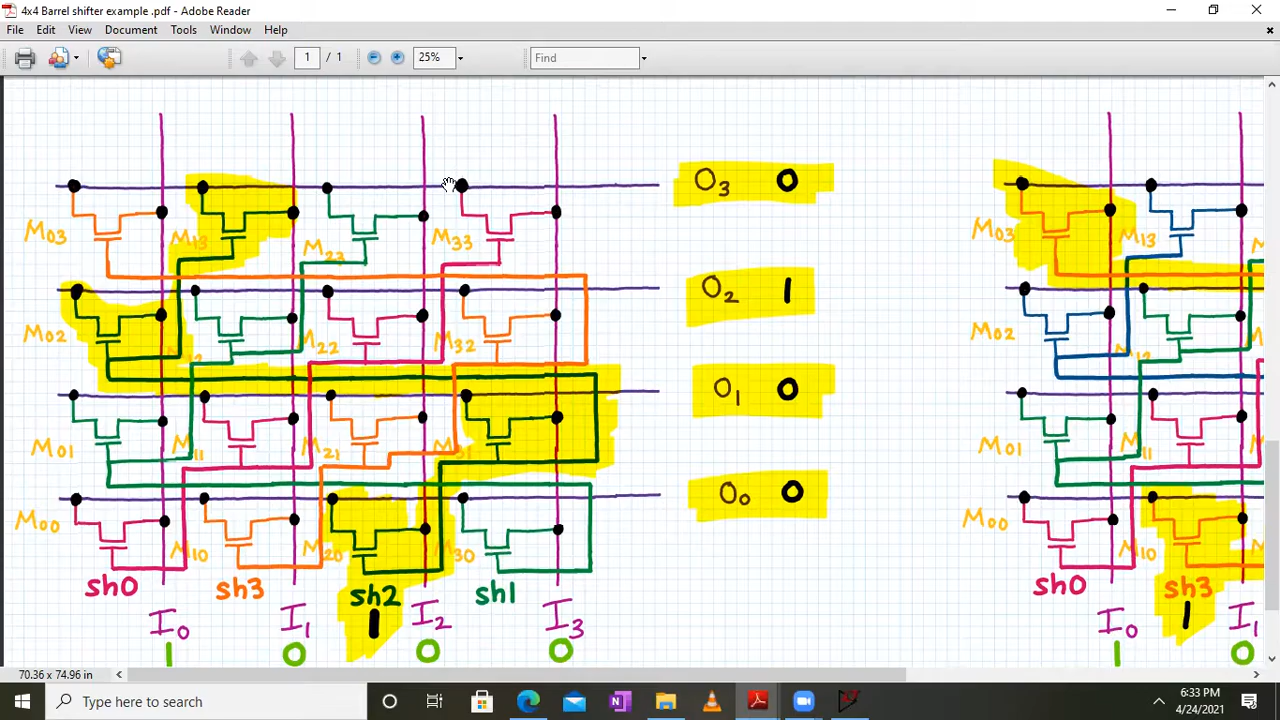 4x4 Barrel shifter example .pdf - Adobe Reader
File Edit View Document Tools Window Help
1 / 1 25% Find
O3 0
M03 M13 M23 M33 M03 M13
O2 1
M02 M12 M22 M32 M02 M12
O1 0
M01 M11 M21 M31 M01 M11
O0 0
M00 M10 M20 M30 M00 M10
sh0 sh3 sh2 sh1 sh0 sh3
1 1
I0 I1 I2 I3 I0 I1
1 0 0 0 1 0
70.36 x 74.96 in
Type here to search
6:33 PM
4/24/2021